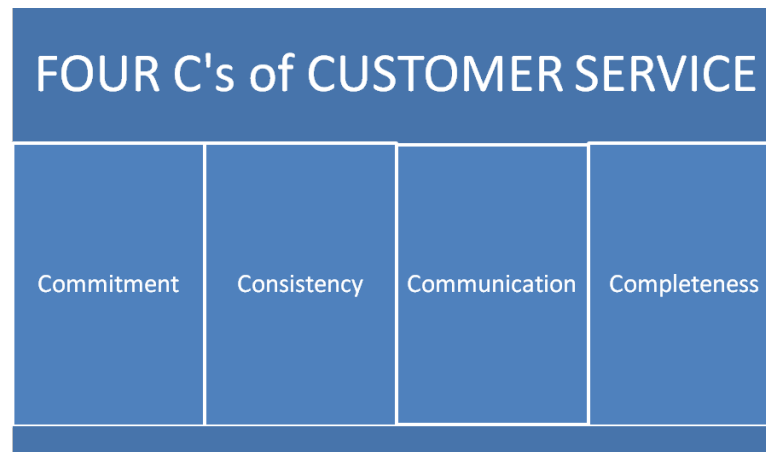 FOUR C's of CUSTOMER SERVICE
Commitment
Consistency
Communication
Completeness